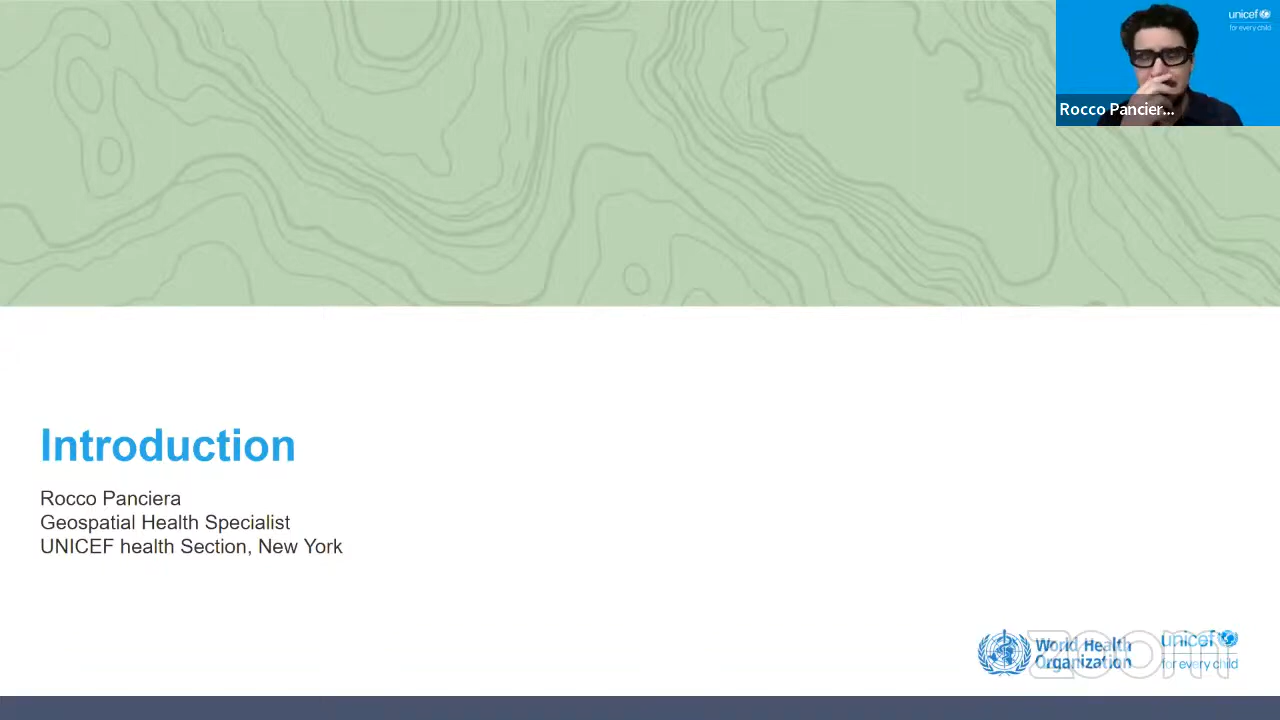 unicef
for every child
Rocco Pancier...
Introduction
Rocco Panciera
Geospatial Health Specialist
UNICEF health Section, New York
World Health
Organization
unicef
for every child
zoom